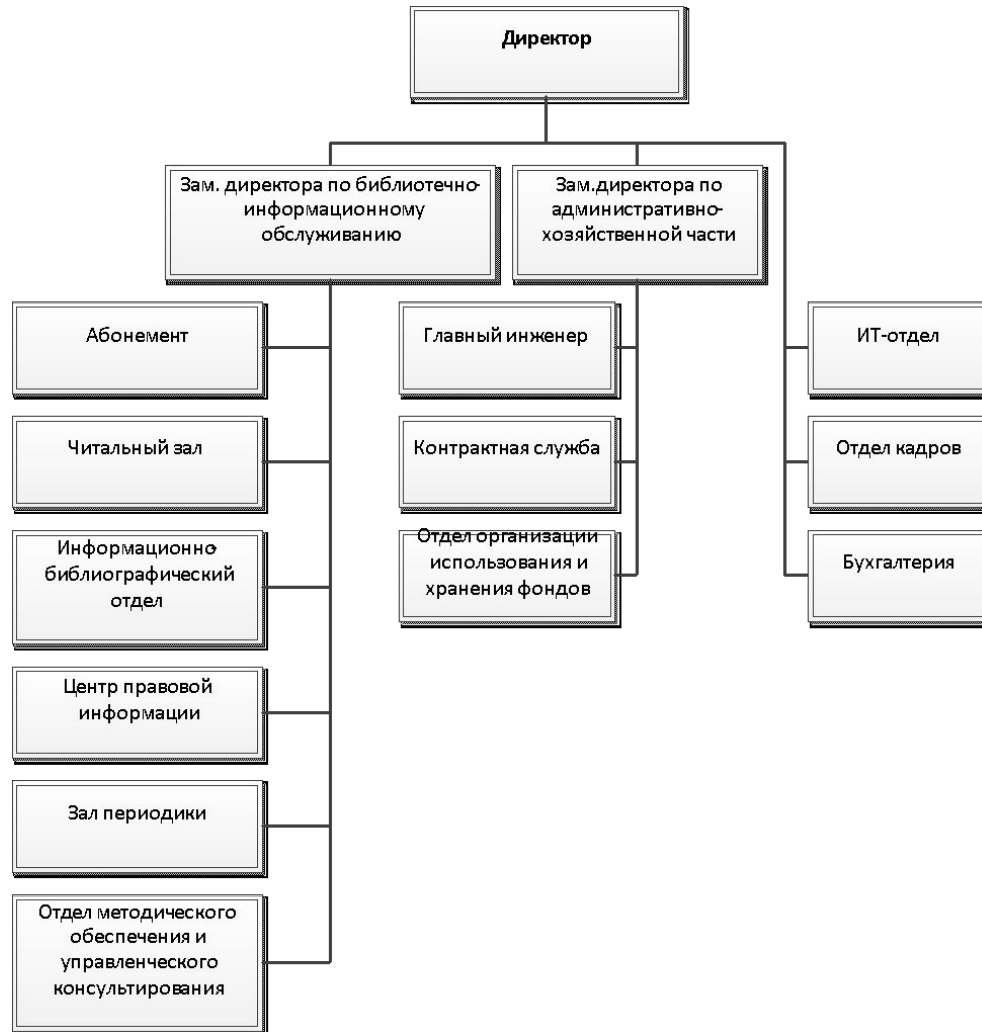 Директор
Зам. директора по библиотечно-
информационному
обслуживанию
Зам.директора по
административно-
хозяйственной части
Абонемент
Читальный зал
Информационно-
библиографический
отдел
Центр правовой
информации
Зал периодики
Отдел методического
обеспечения и
управленческого
консультирования
Главный инженер
Контрактная служба
Отдел организации
использования и
хранения фондов
ИТ-отдел
Отдел кадров
Бухгалтерия